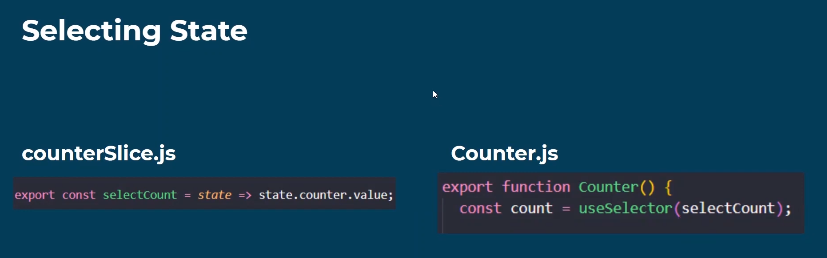 Selecting State
counterSlice.js
export const selectCount = state => state.counter.value;
Counter.js
export function Counter() {
const count = useSelector(selectCount);